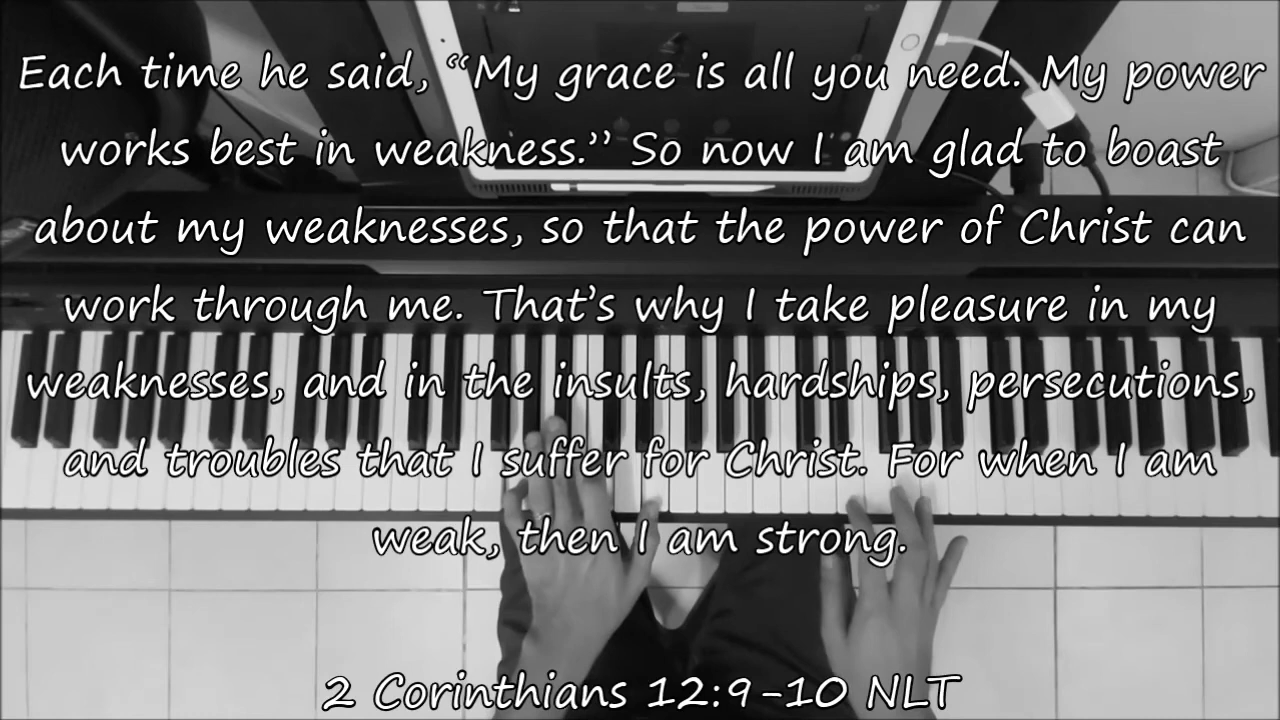 Each time he said, “My grace is all you need. My power
works best in weakness.” So now I am glad to boast
about my weaknesses, so that the power of Christ can
work through me. That’s why I take pleasure in my
weaknesses, and in the insults, hardships, persecutions,
and troubles that I suffer for Christ. For when I am
weak, then I am strong.
2 Corinthians 12:9-10 NLT